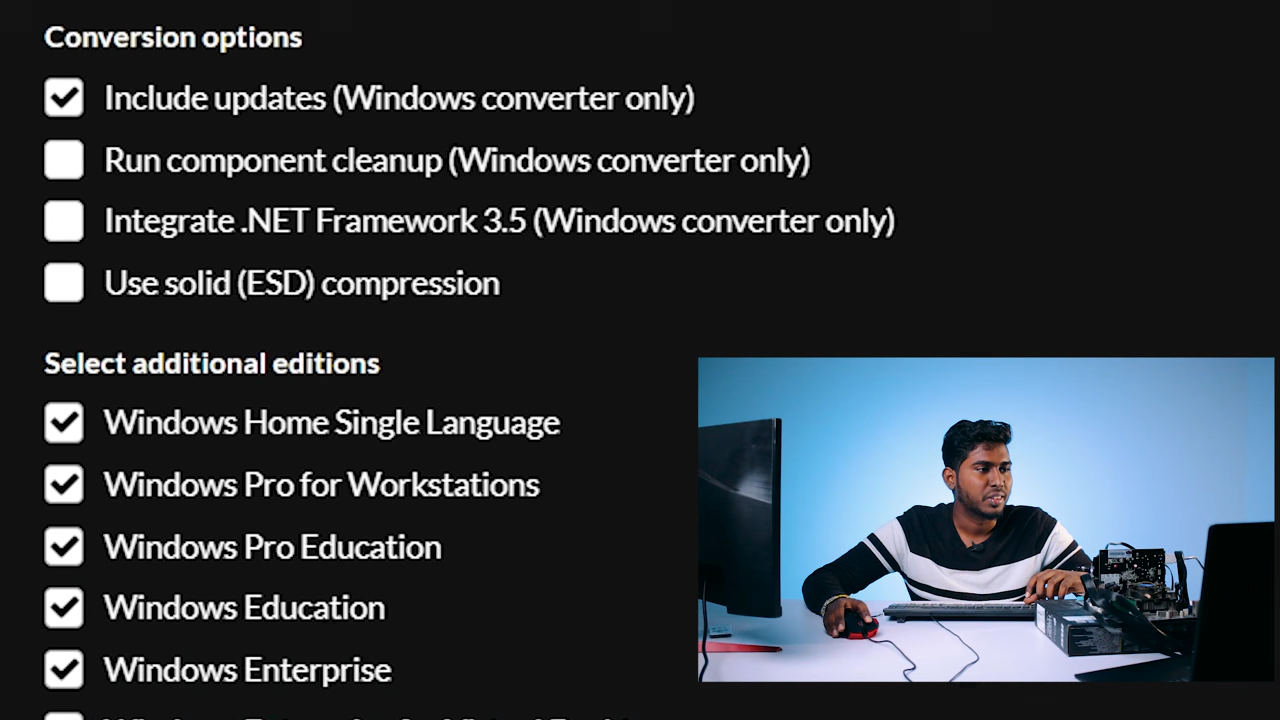 Conversion options
Include updates (Windows converter only)
Run component cleanup (Windows converter only)
Integrate .NET Framework 3.5 (Windows converter only)
Use solid (ESD) compression
Select additional editions
Windows Home Single Language
Windows Pro for Workstations
Windows Pro Education
Windows Education
Windows Enterprise